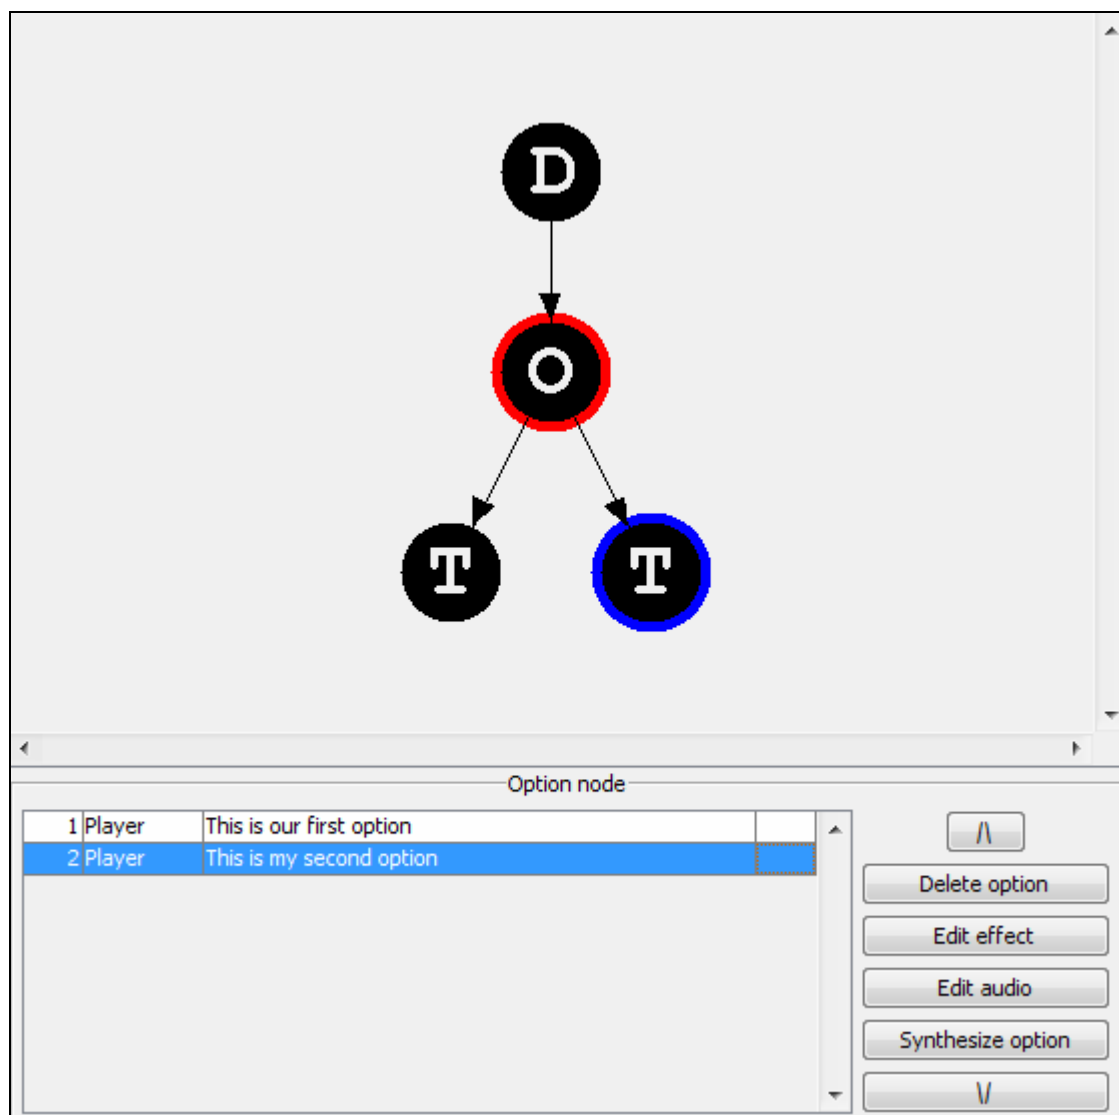 D
O
T T
Option node
1 Player This is our first option
2 Player This is my second option
/\
Delete option
Edit effect
Edit audio
Synthesize option
\/